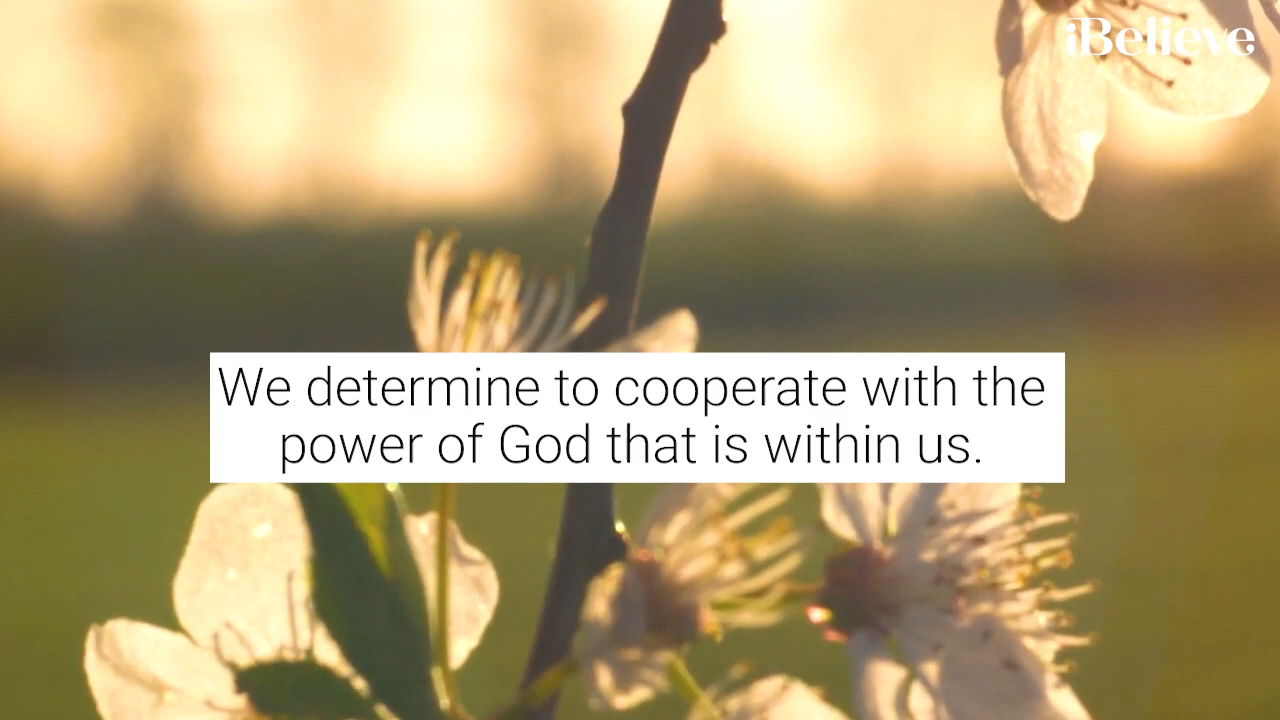 iBelieve
We determine to cooperate with the
power of God that is within us.